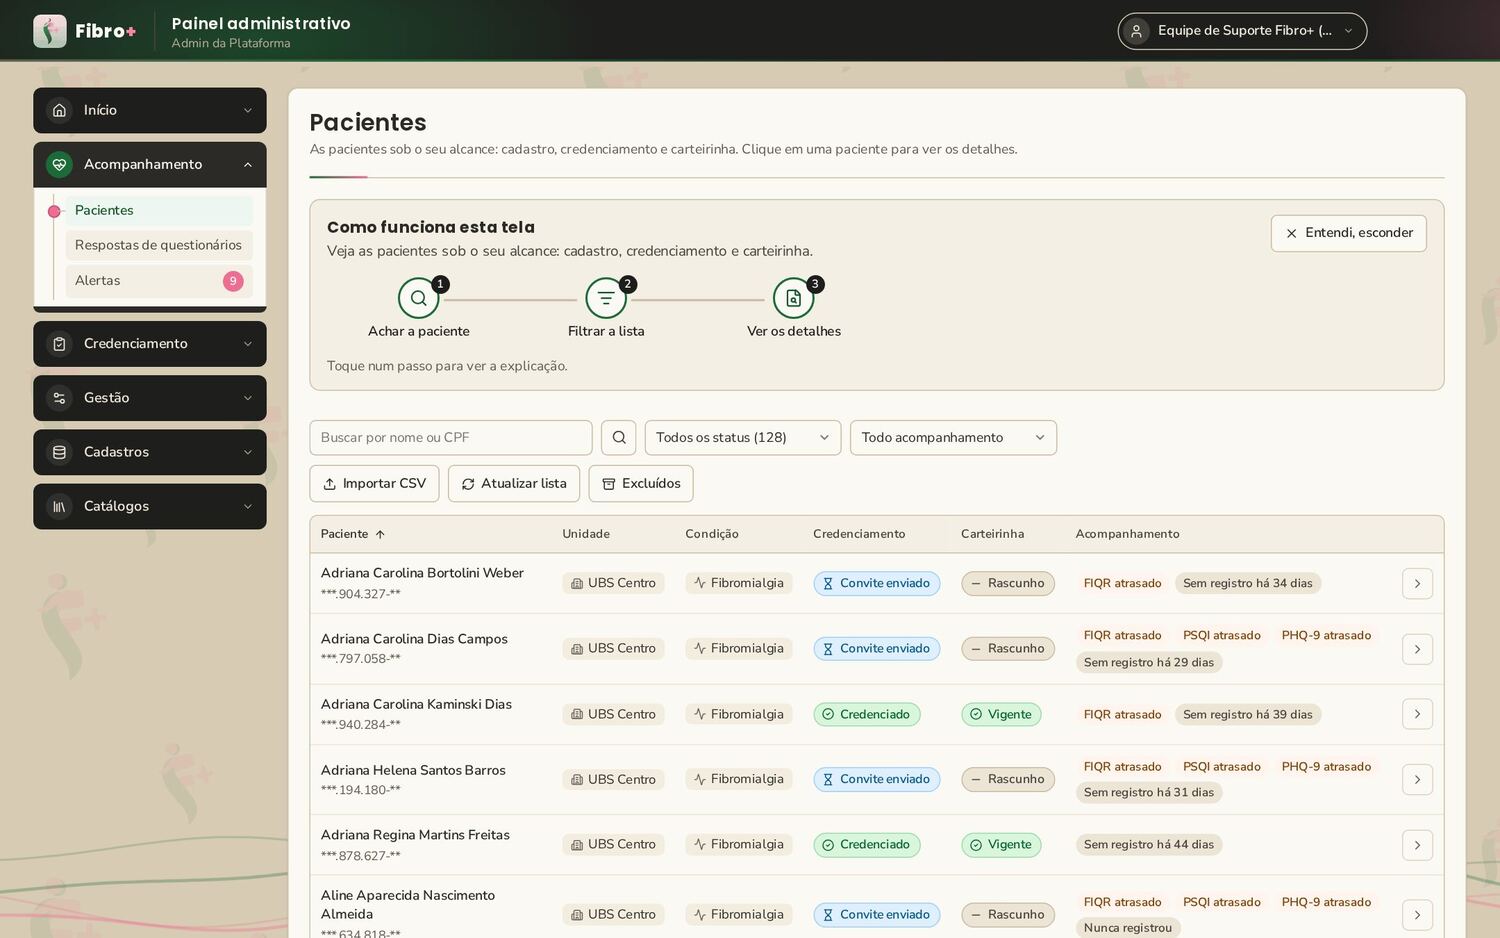 Fibro+
Painel administrativo
Admin da Plataforma
Equipe de Suporte Fibro+ (...
Início
Acompanhamento
Pacientes
Respostas de questionários
Alertas
9
Credenciamento
Gestão
Cadastros
Catálogos
Pacientes
As pacientes sob o seu alcance: cadastro, credenciamento e carteirinha. Clique em uma paciente para ver os detalhes.
Como funciona esta tela
Entendi, esconder
Veja as pacientes sob o seu alcance: cadastro, credenciamento e carteirinha.
1 2 3
Achar a paciente Filtrar a lista Ver os detalhes
Toque num passo para ver a explicação.
Buscar por nome ou CPF Todos os status (128) Todo acompanhamento
Importar CSV Atualizar lista Excluídos
Paciente Unidade Condição Credenciamento Carteirinha Acompanhamento
Adriana Carolina Bortolini Weber
***.904.327-**
UBS Centro Fibromialgia Convite enviado Rascunho FIQR atrasado Sem registro há 34 dias
Adriana Carolina Dias Campos
***.797.058-**
UBS Centro Fibromialgia Convite enviado Rascunho FIQR atrasado PSQI atrasado PHQ-9 atrasado
Sem registro há 29 dias
Adriana Carolina Kaminski Dias
***.940.284-**
UBS Centro Fibromialgia Credenciado Vigente FIQR atrasado Sem registro há 39 dias
Adriana Helena Santos Barros
***.194.180-**
UBS Centro Fibromialgia Convite enviado Rascunho FIQR atrasado PSQI atrasado PHQ-9 atrasado
Sem registro há 31 dias
Adriana Regina Martins Freitas
***.878.627-**
UBS Centro Fibromialgia Credenciado Vigente Sem registro há 44 dias
Aline Aparecida Nascimento
Almeida
***.634.818-**
UBS Centro Fibromialgia Convite enviado Rascunho FIQR atrasado PSQI atrasado PHQ-9 atrasado
Nunca registrou